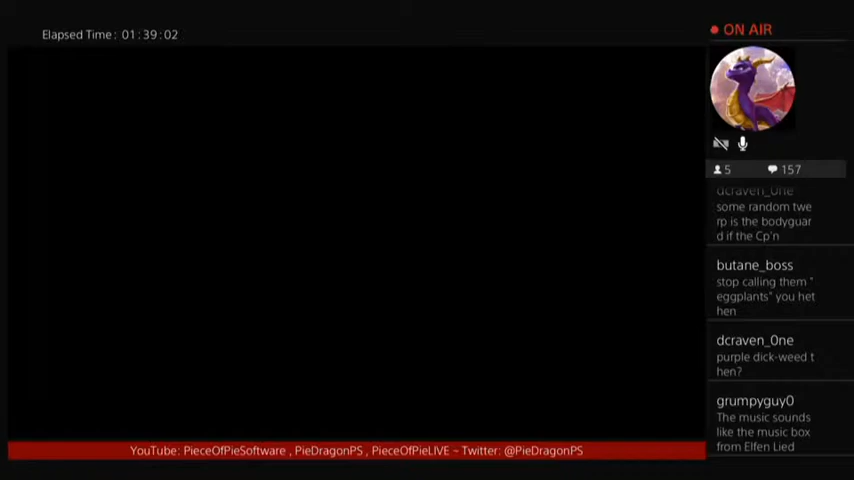 Elapsed Time: 01:39:02
ON AIR
5 157
dcraven_0ne
some random twe
rp is the bodyguar
d if the Cp'n
butane_boss
stop calling them "
eggplants" you het
hen
dcraven_0ne
purple dick-weed t
hen?
grumpyguy0
The music sounds
like the music box
from Elfen Lied
YouTube: PieceOfPieSoftware , PieDragonPS , PieceOfPieLIVE ~ Twitter: @PieDragonPS